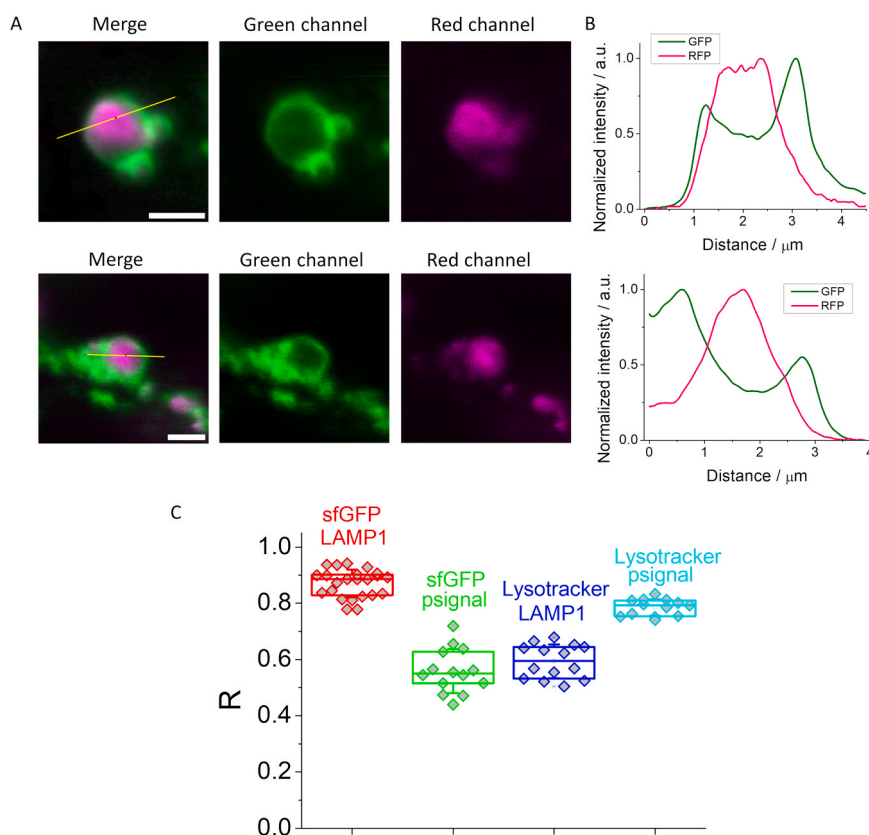 A
Merge
Green channel
Red channel
B
Normalized intensity / a.u.
1.0
0.5
0.0
GFP
RFP
0 1 2 3 4
Distance / μm
Merge
Green channel
Red channel
Normalized intensity / a.u.
1.0
0.5
0.0
GFP
RFP
0 1 2 3 4
Distance / μm
C
R
1.0
0.8
0.6
0.4
0.2
0.0
sfGFP
LAMP1
sfGFP
psignal
Lysotracker
LAMP1
Lysotracker
psignal